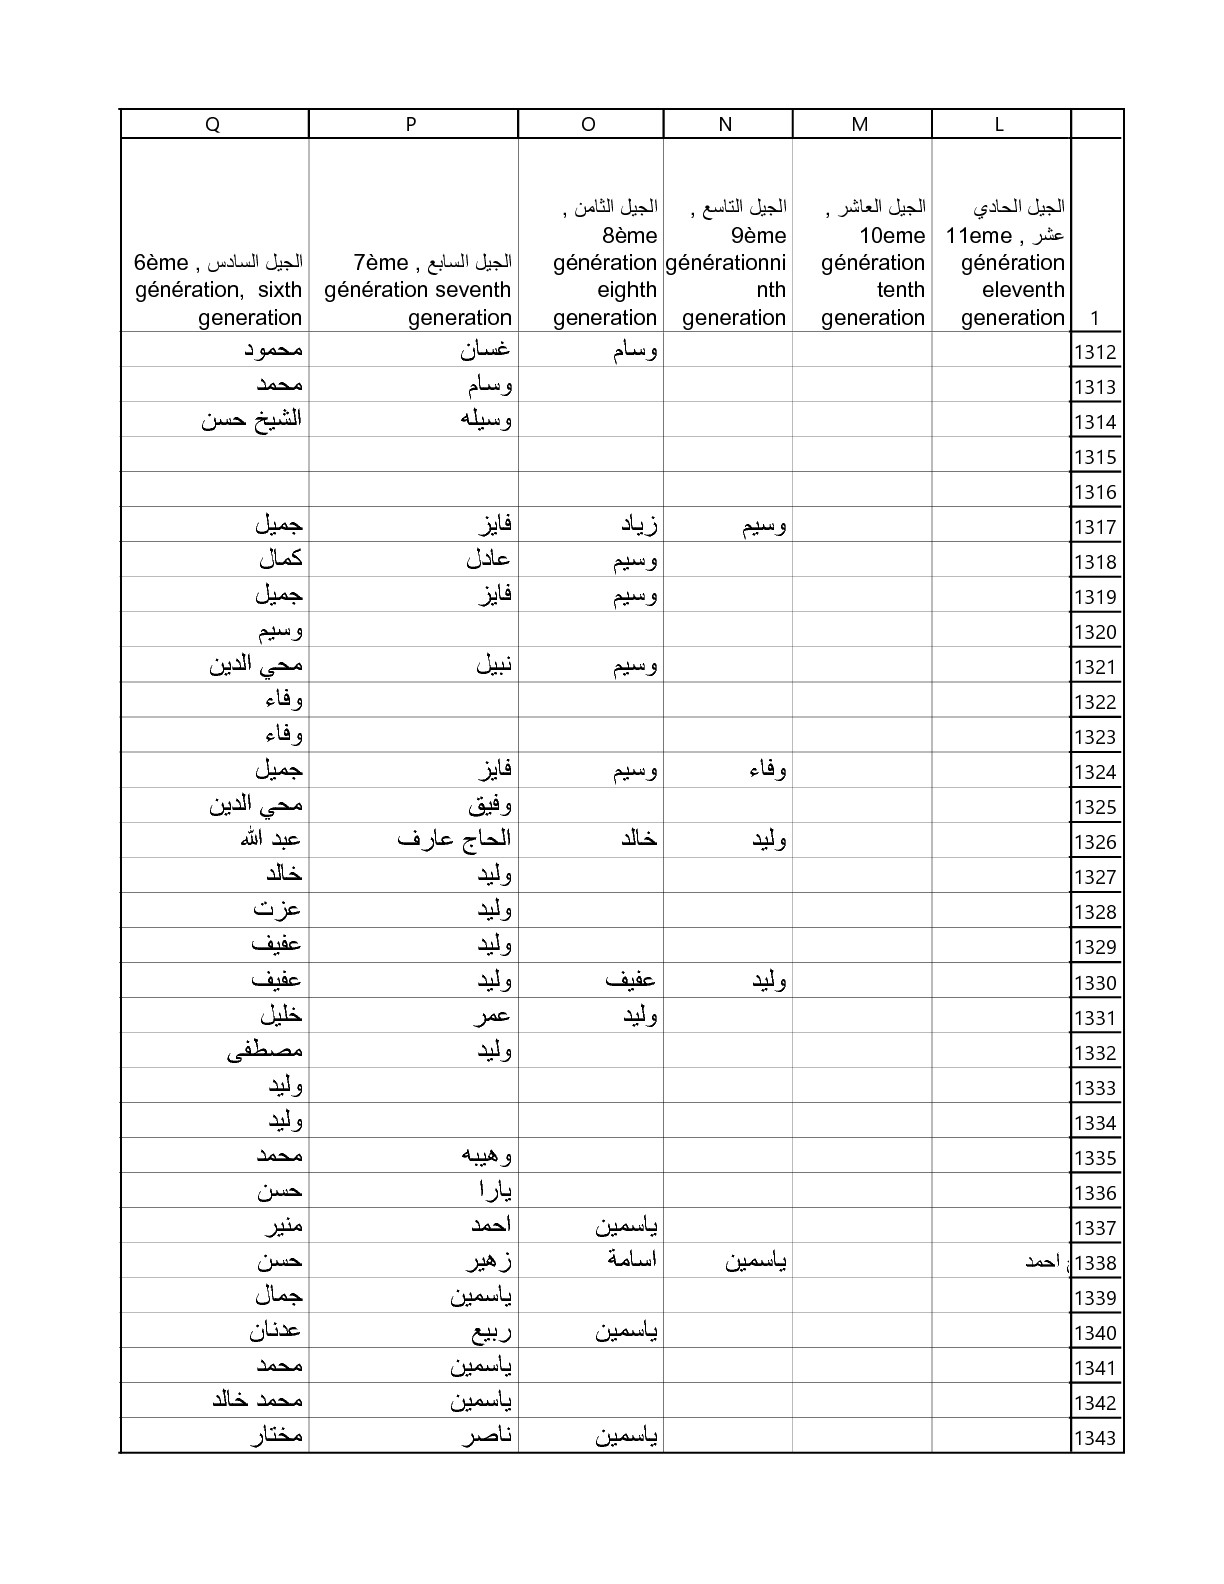 Q P O N M L
الجيل السادس , 6ème génération, sixth generation الجيل السابع , 7ème génération seventh generation الجيل الثامن , 8ème génération eighth generation الجيل التاسع , 9ème générationni nth generation الجيل العاشر , 10eme génération tenth generation الجيل الحادي عشر , 11eme génération eleventh generation 1
محمود غسان وسام 1312
محمد وسام 1313
الشيخ حسن وسيله 1314
1315
1316
جميل فايز زياد وسيم 1317
كمال عادل وسيم 1318
جميل فايز وسيم 1319
وسيم 1320
محي الدين نبيل وسيم 1321
وفاء 1322
وفاء 1323
جميل فايز وسيم وفاء 1324
محي الدين وفيق 1325
عبد الله الحاج عارف خالد وليد 1326
خالد وليد 1327
عزت وليد 1328
عفيف وليد 1329
عفيف وليد عفيف وليد 1330
خليل عمر وليد 1331
مصطفى وليد 1332
وليد 1333
وليد 1334
محمد وهيبه 1335
حسن يارا 1336
منير احمد ياسمين 1337
حسن زهير اسامة ياسمين احمد 1338
جمال ياسمين 1339
عدنان ربيع ياسمين 1340
محمد ياسمين 1341
محمد خالد ياسمين 1342
مختار ناصر ياسمين 1343